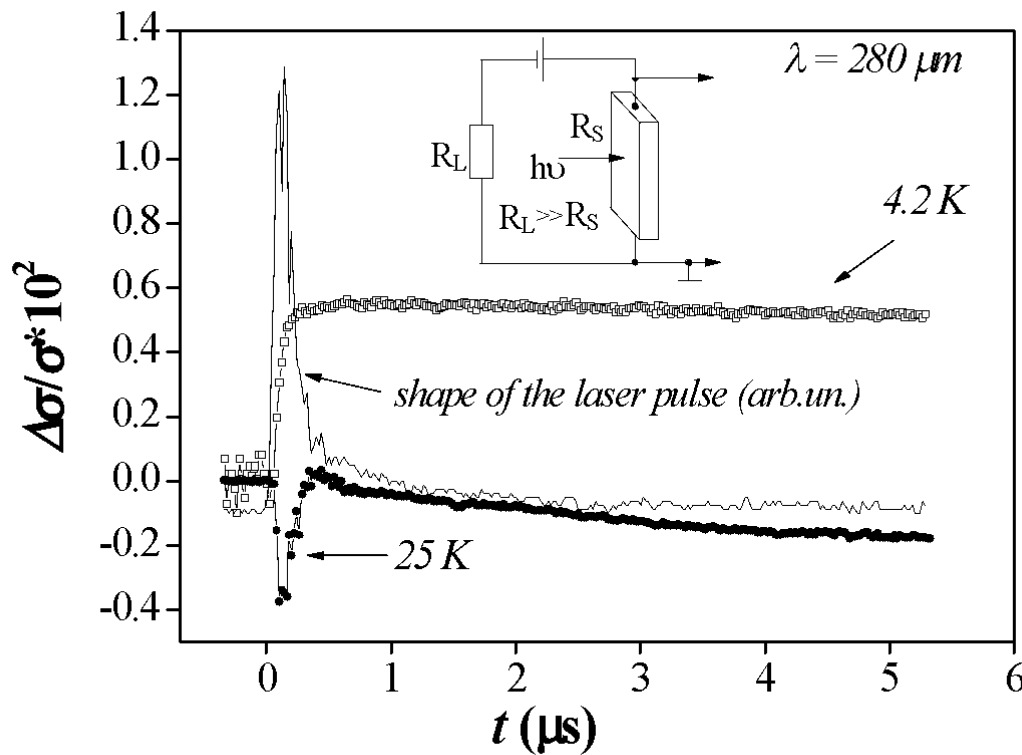 1.4
1.2
1.0
0.8
0.6
0.4
0.2
0.0
-0.2
-0.4
Δσ/σ*10²
λ = 280 μm
R_S
R_L
hυ
R_L>>R_S
4.2 K
shape of the laser pulse (arb.un.)
25 K
0 1 2 3 4 5 6
t (μs)